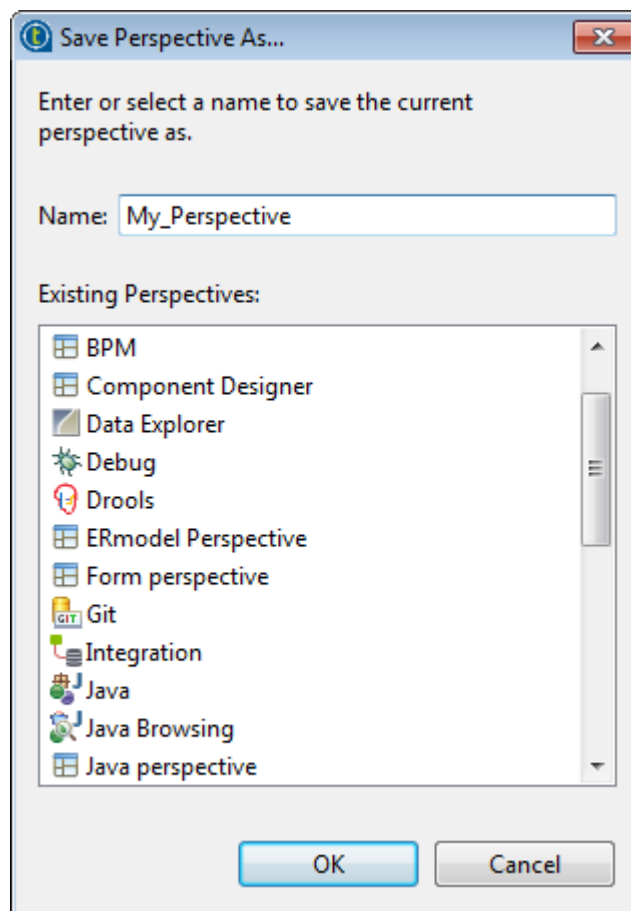 Save Perspective As...
Enter or select a name to save the current
perspective as.
Name: My_Perspective
Existing Perspectives:
BPM
Component Designer
Data Explorer
Debug
Drools
ERmodel Perspective
Form perspective
GIT Git
Integration
Java
Java Browsing
Java perspective
OK Cancel